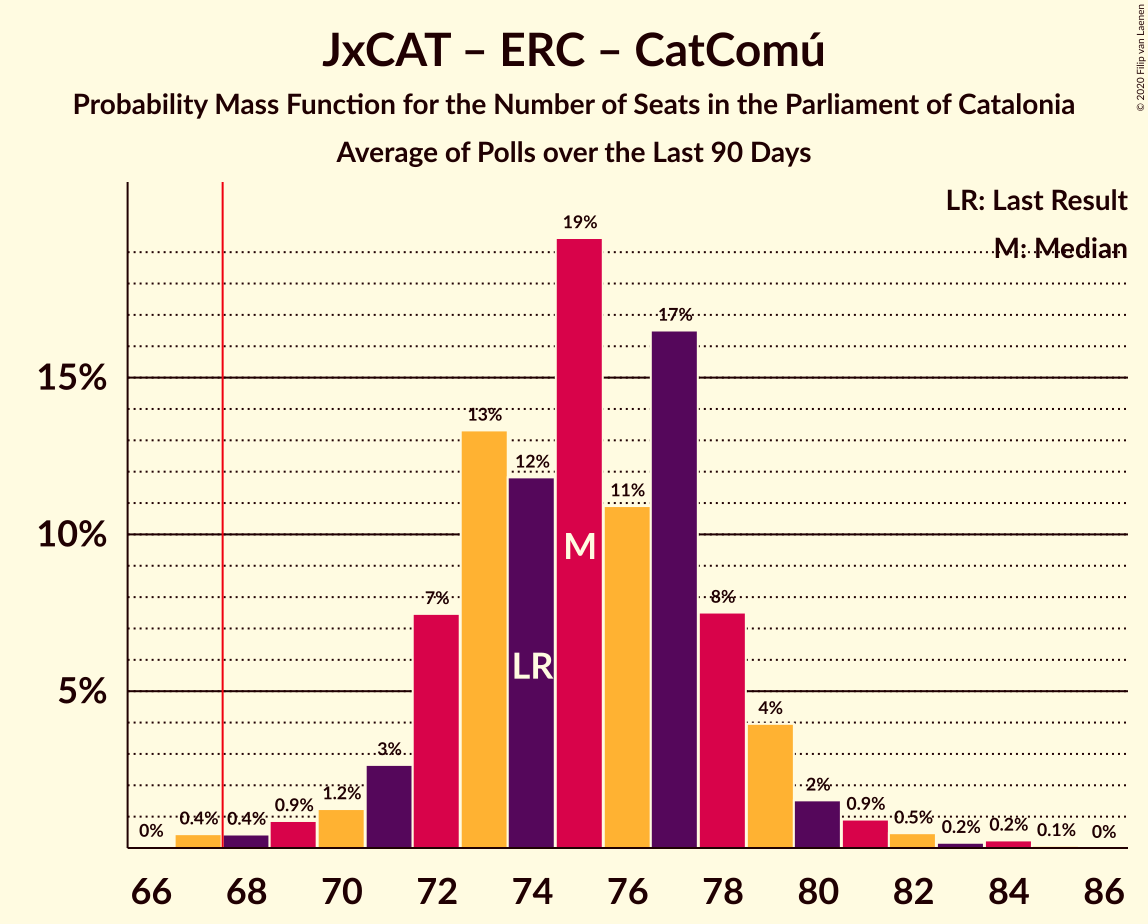 JxCAT – ERC – CatComú
Probability Mass Function for the Number of Seats in the Parliament of Catalonia
Average of Polls over the Last 90 Days
© 2020 Filip van Laenen
LR: Last Result
M: Median
15%
10%
5%
0%
0.4%
0.4%
0.9%
1.2%
3%
7%
13%
12%
19%
11%
17%
8%
4%
2%
0.9%
0.5%
0.2%
0.2%
0.1%
0%
LR
M
66 68 70 72 74 76 78 80 82 84 86